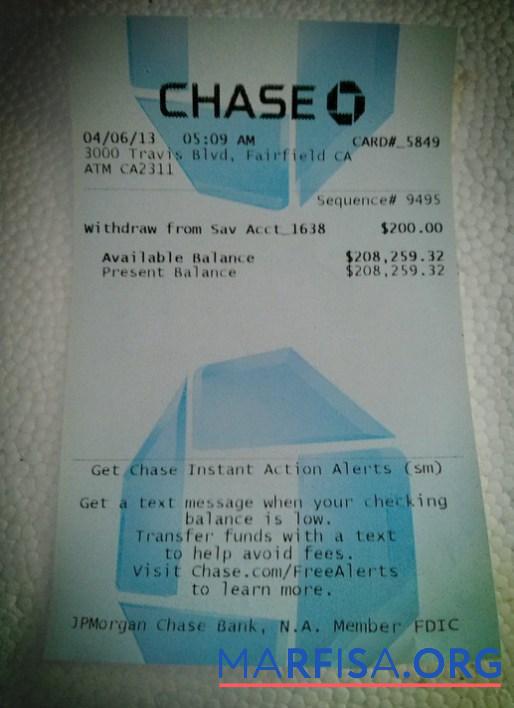 CHASE
04/06/13 05:09 AM CARD#_5849
3000 Travis Blvd, Fairfield CA
ATM CA2311
Sequence# 9495
Withdraw from Sav Acct_1638 $200.00
Available Balance $208,259.32
Present Balance $208,259.32
Get Chase Instant Action Alerts (sm)
Get a text message when your checking
balance is low.
Transfer funds with a text
to help avoid fees.
Visit Chase.com/FreeAlerts
to learn more.
JPMorgan Chase Bank, N.A. Member FDIC
MARFISA.ORG